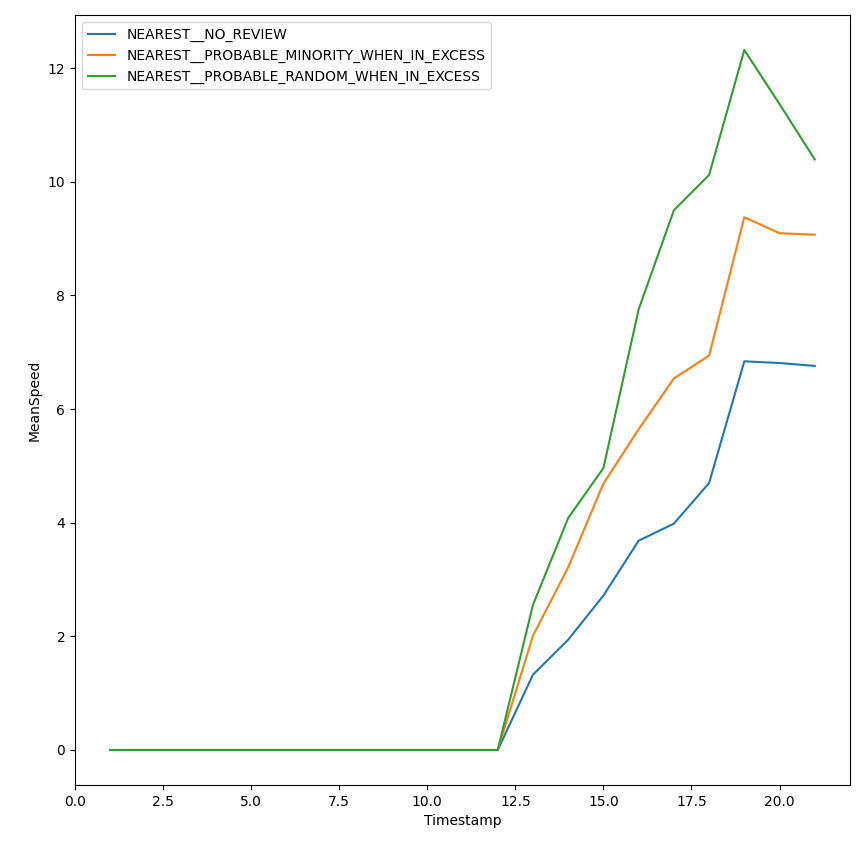 NEAREST__NO_REVIEW
NEAREST__PROBABLE_MINORITY_WHEN_IN_EXCESS
NEAREST__PROBABLE_RANDOM_WHEN_IN_EXCESS
12
10
8
6
4
2
0
MeanSpeed
0.0 2.5 5.0 7.5 10.0 12.5 15.0 17.5 20.0
Timestamp